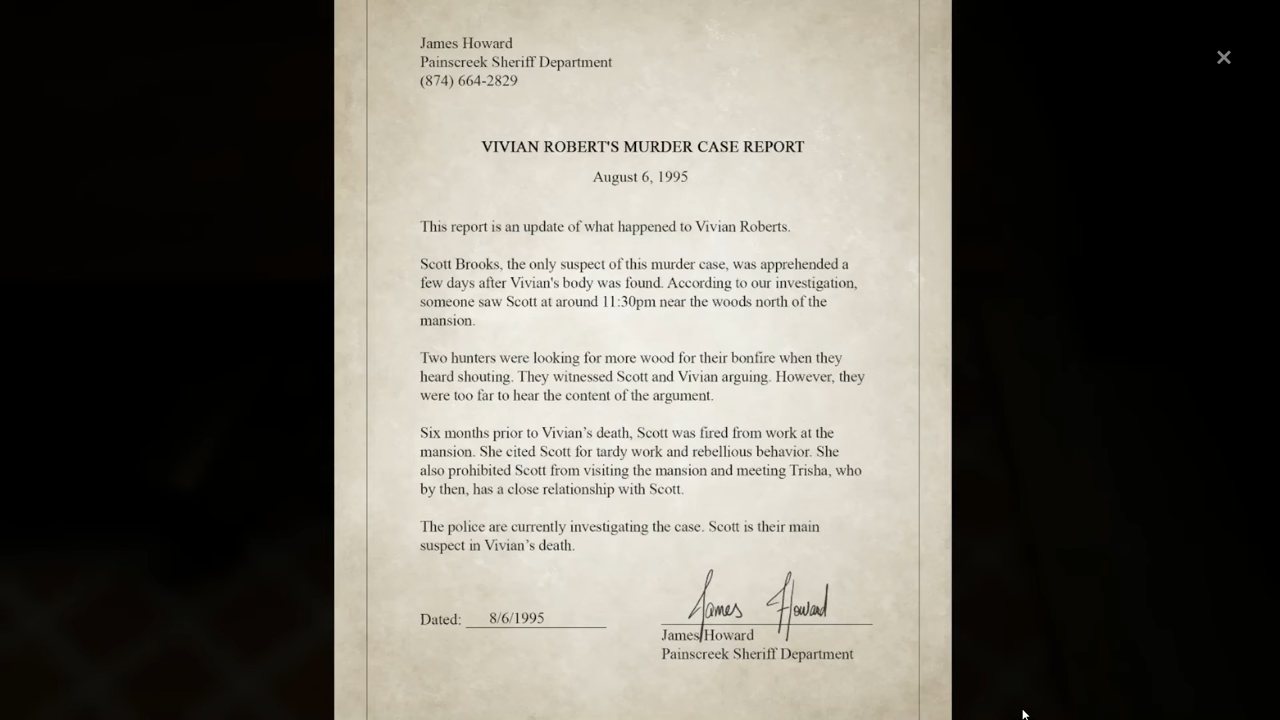 James Howard
Painscreek Sheriff Department
(874) 664-2829
VIVIAN ROBERT'S MURDER CASE REPORT
August 6, 1995
This report is an update of what happened to Vivian Roberts.
Scott Brooks, the only suspect of this murder case, was apprehended a
few days after Vivian's body was found. According to our investigation,
someone saw Scott at around 11:30pm near the woods north of the
mansion.
Two hunters were looking for more wood for their bonfire when they
heard shouting. They witnessed Scott and Vivian arguing. However, they
were too far to hear the content of the argument.
Six months prior to Vivian’s death, Scott was fired from work at the
mansion. She cited Scott for tardy work and rebellious behavior. She
also prohibited Scott from visiting the mansion and meeting Trisha, who
by then, has a close relationship with Scott.
The police are currently investigating the case. Scott is their main
suspect in Vivian’s death.
James Howard
Dated: 8/6/1995
James Howard
Painscreek Sheriff Department